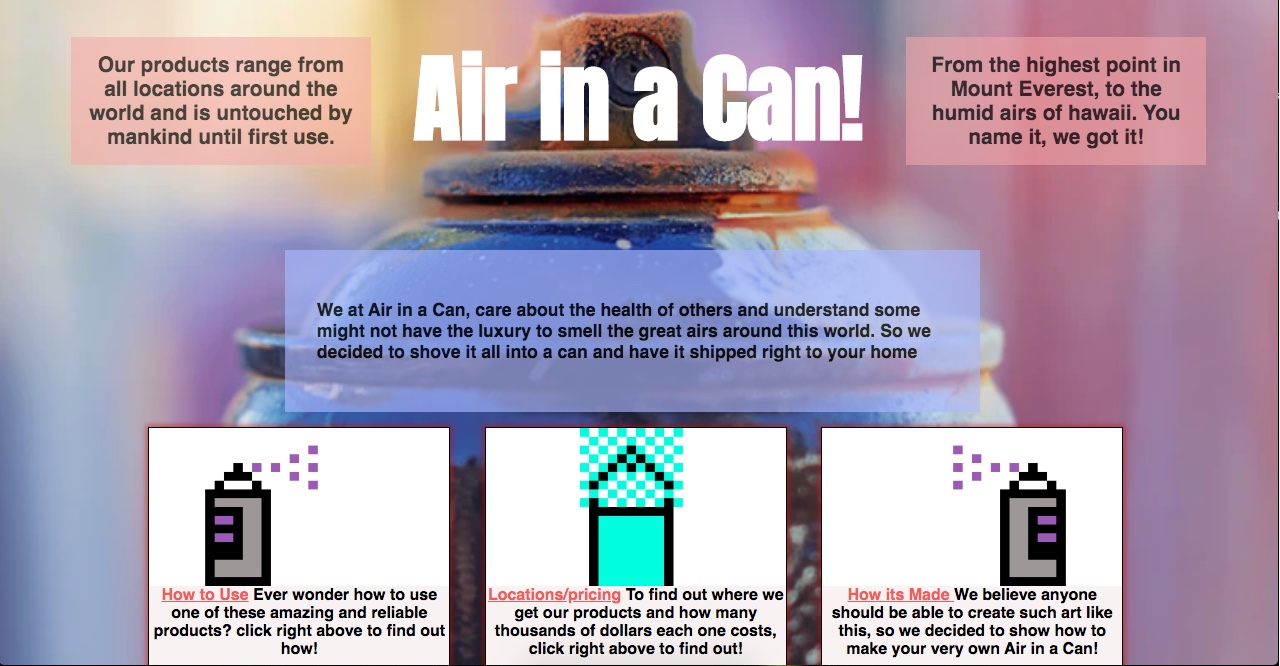 Our products range from
all locations around the
world and is untouched by
mankind until first use.
Air in a Can!
From the highest point in
Mount Everest, to the
humid airs of hawaii. You
name it, we got it!
We at Air in a Can, care about the health of others and understand some
might not have the luxury to smell the great airs around this world. So we
decided to shove it all into a can and have it shipped right to your home
How to Use Ever wonder how to use
one of these amazing and reliable
products? click right above to find out
how!
Locations/pricing To find out where we
get our products and how many
thousands of dollars each one costs,
click right above to find out!
How its Made We believe anyone
should be able to create such art like
this, so we decided to show how to
make your very own Air in a Can!